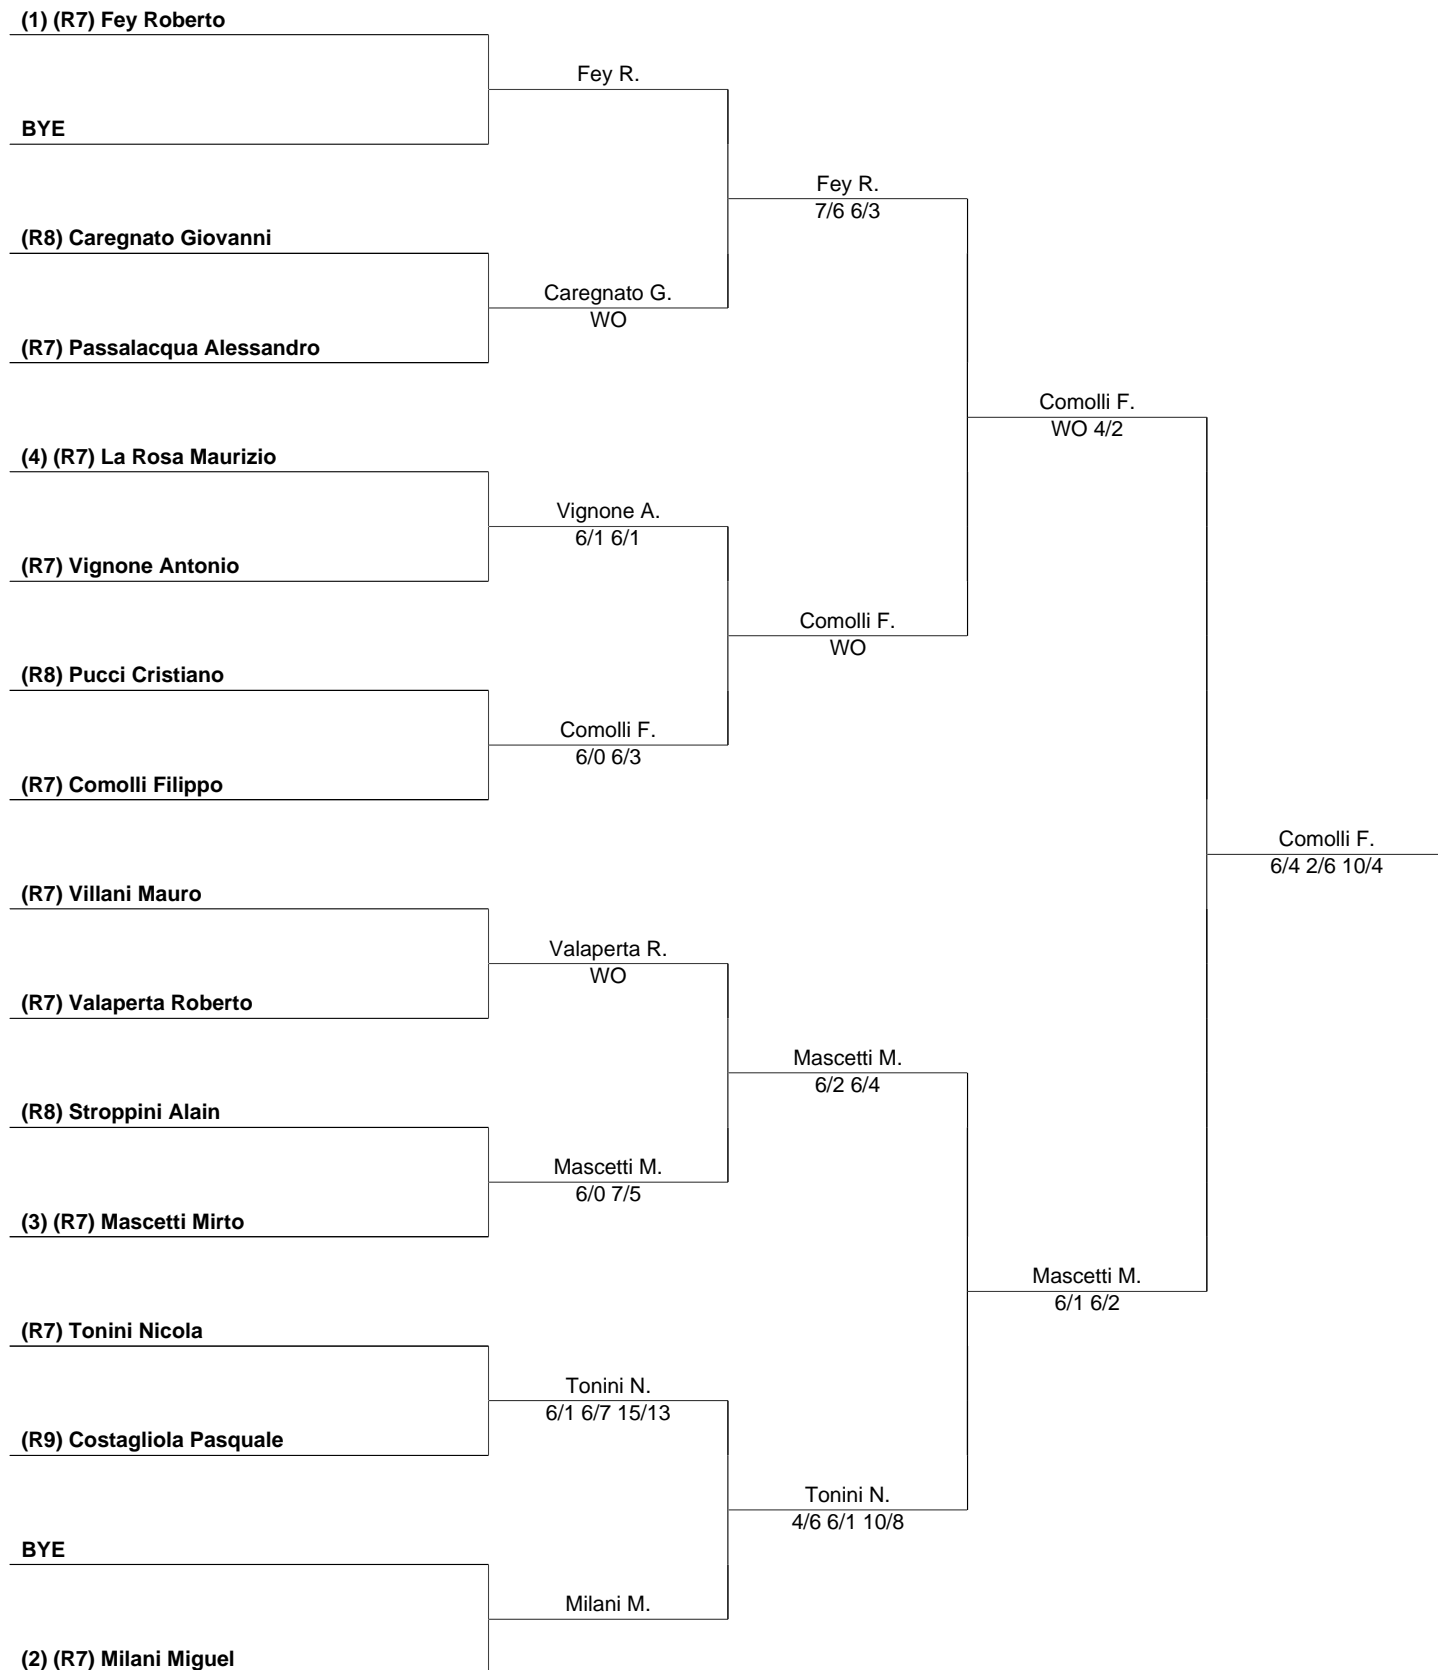 (1) (R7) Fey Roberto
Fey R.
BYE
Fey R.
7/6 6/3
(R8) Caregnato Giovanni
Caregnato G.
WO
(R7) Passalacqua Alessandro
Comolli F.
WO 4/2
(4) (R7) La Rosa Maurizio
Vignone A.
6/1 6/1
(R7) Vignone Antonio
Comolli F.
WO
(R8) Pucci Cristiano
Comolli F.
6/0 6/3
(R7) Comolli Filippo
Comolli F.
6/4 2/6 10/4
(R7) Villani Mauro
Valaperta R.
WO
(R7) Valaperta Roberto
Mascetti M.
6/2 6/4
(R8) Stroppini Alain
Mascetti M.
6/0 7/5
(3) (R7) Mascetti Mirto
Mascetti M.
6/1 6/2
(R7) Tonini Nicola
Tonini N.
6/1 6/7 15/13
(R9) Costagliola Pasquale
Tonini N.
4/6 6/1 10/8
BYE
Milani M.
(2) (R7) Milani Miguel